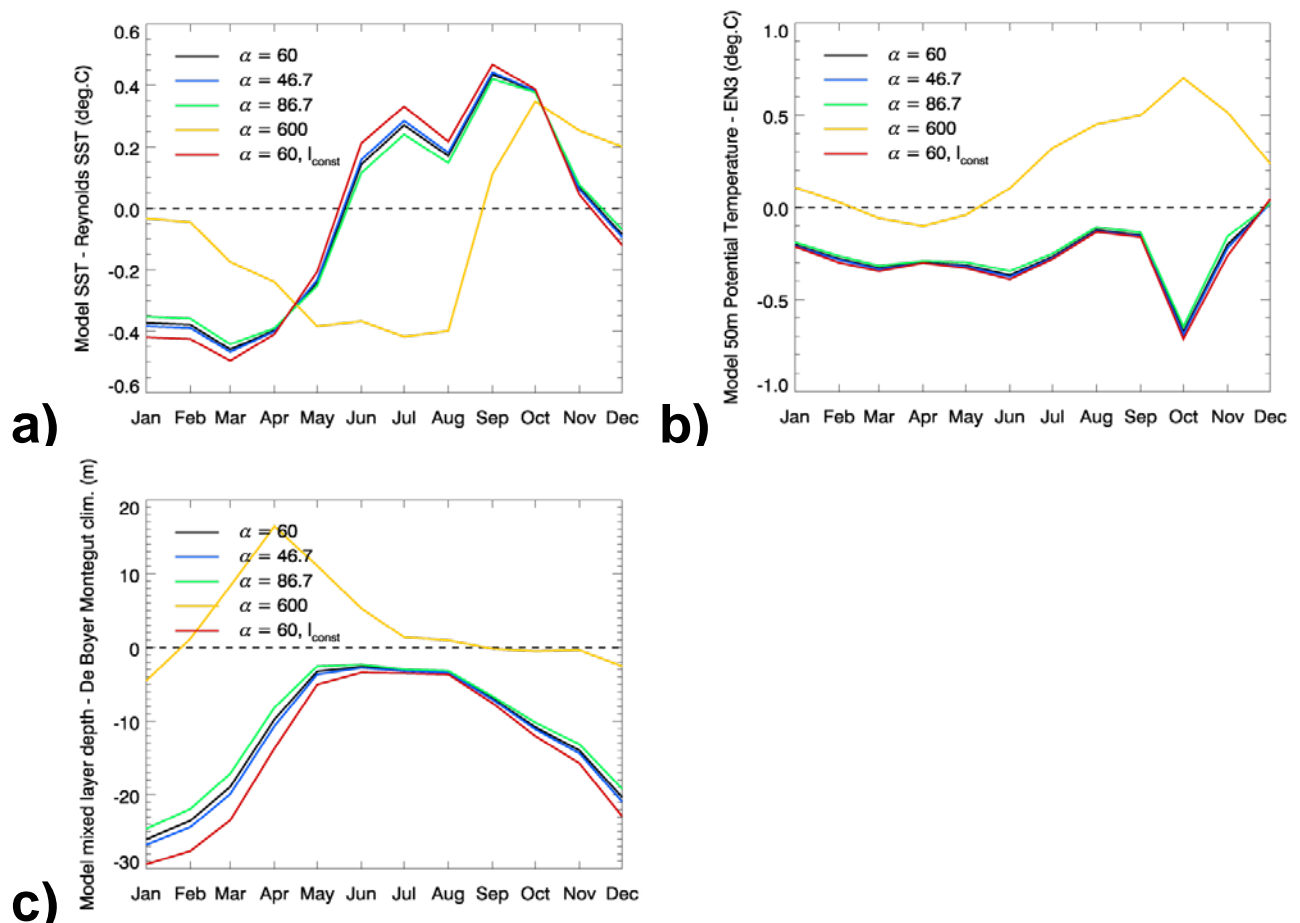 Model SST - Reynolds SST (deg.C)
0.6
0.4
0.2
0.0
-0.2
-0.4
-0.6
α = 60
α = 46.7
α = 86.7
α = 600
α = 60, l_const
Jan Feb Mar Apr May Jun Jul Aug Sep Oct Nov Dec
a)
Model 50m Potential Temperature - EN3 (deg.C)
1.0
0.5
0.0
-0.5
-1.0
α = 60
α = 46.7
α = 86.7
α = 600
α = 60, l_const
Jan Feb Mar Apr May Jun Jul Aug Sep Oct Nov Dec
b)
Model mixed layer depth - De Boyer Montegut clim. (m)
20
10
0
-10
-20
-30
α = 60
α = 46.7
α = 86.7
α = 600
α = 60, l_const
Jan Feb Mar Apr May Jun Jul Aug Sep Oct Nov Dec
c)